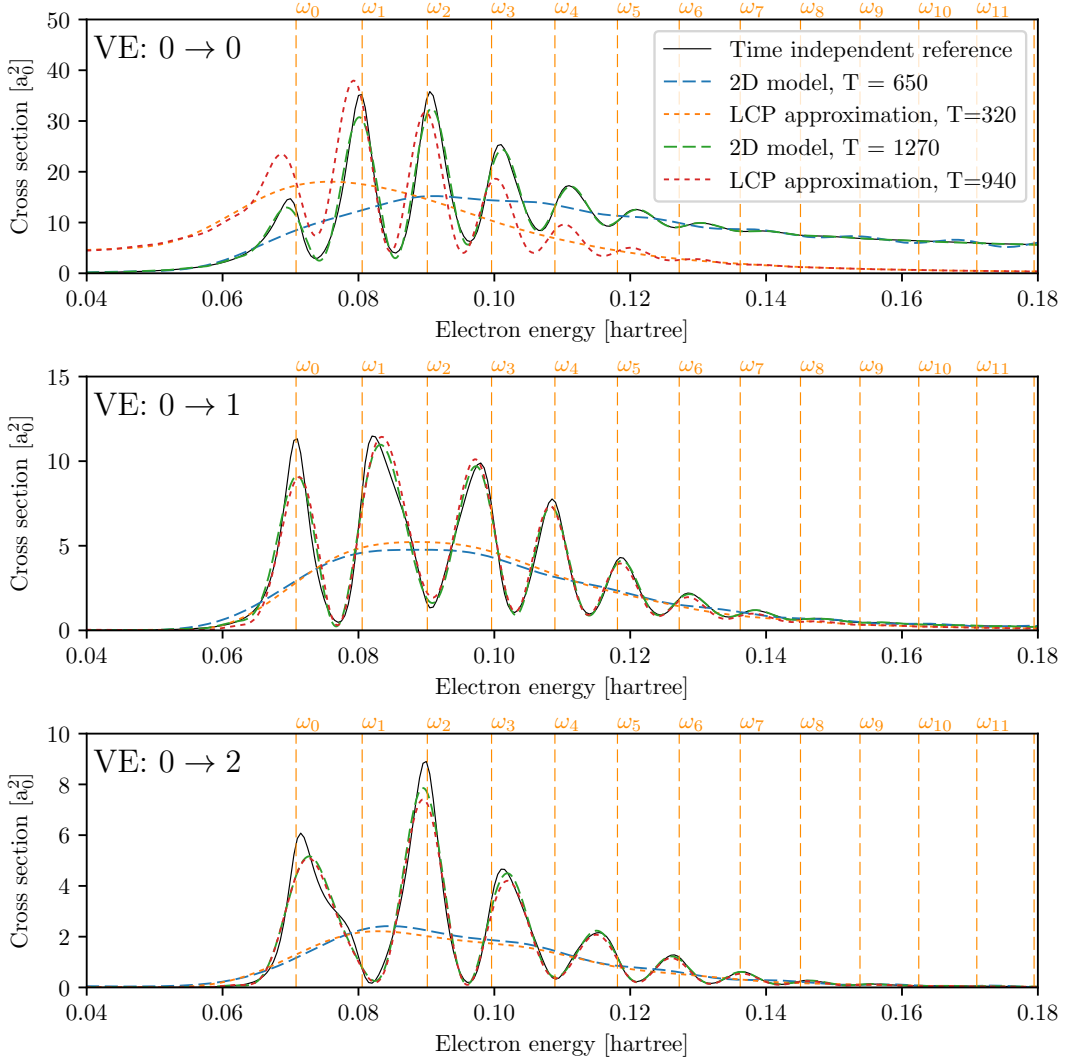 ω₀ ω₁ ω₂ ω₃ ω₄ ω₅ ω₆ ω₇ ω₈ ω₉ ω₁₀ ω₁₁
VE: 0 → 0
Time independent reference
2D model, T = 650
LCP approximation, T=320
2D model, T = 1270
LCP approximation, T=940
Cross section [a₀²]
50
40
30
20
10
0
0.04 0.06 0.08 0.10 0.12 0.14 0.16 0.18
Electron energy [hartree]
ω₀ ω₁ ω₂ ω₃ ω₄ ω₅ ω₆ ω₇ ω₈ ω₉ ω₁₀ ω₁₁
VE: 0 → 1
Cross section [a₀²]
15
10
5
0
0.04 0.06 0.08 0.10 0.12 0.14 0.16 0.18
Electron energy [hartree]
ω₀ ω₁ ω₂ ω₃ ω₄ ω₅ ω₆ ω₇ ω₈ ω₉ ω₁₀ ω₁₁
VE: 0 → 2
Cross section [a₀²]
10
8
6
4
2
0
0.04 0.06 0.08 0.10 0.12 0.14 0.16 0.18
Electron energy [hartree]